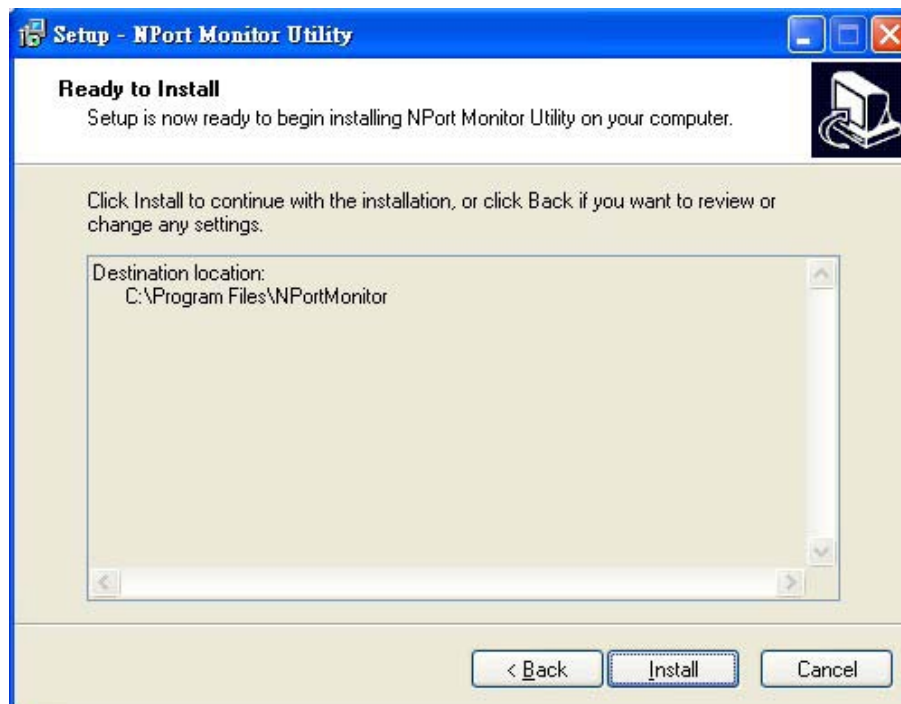 Setup - NPort Monitor Utility
Ready to Install
Setup is now ready to begin installing NPort Monitor Utility on your computer.
Click Install to continue with the installation, or click Back if you want to review or
change any settings.
Destination location:
C:\Program Files\NPortMonitor
< Back
Install
Cancel